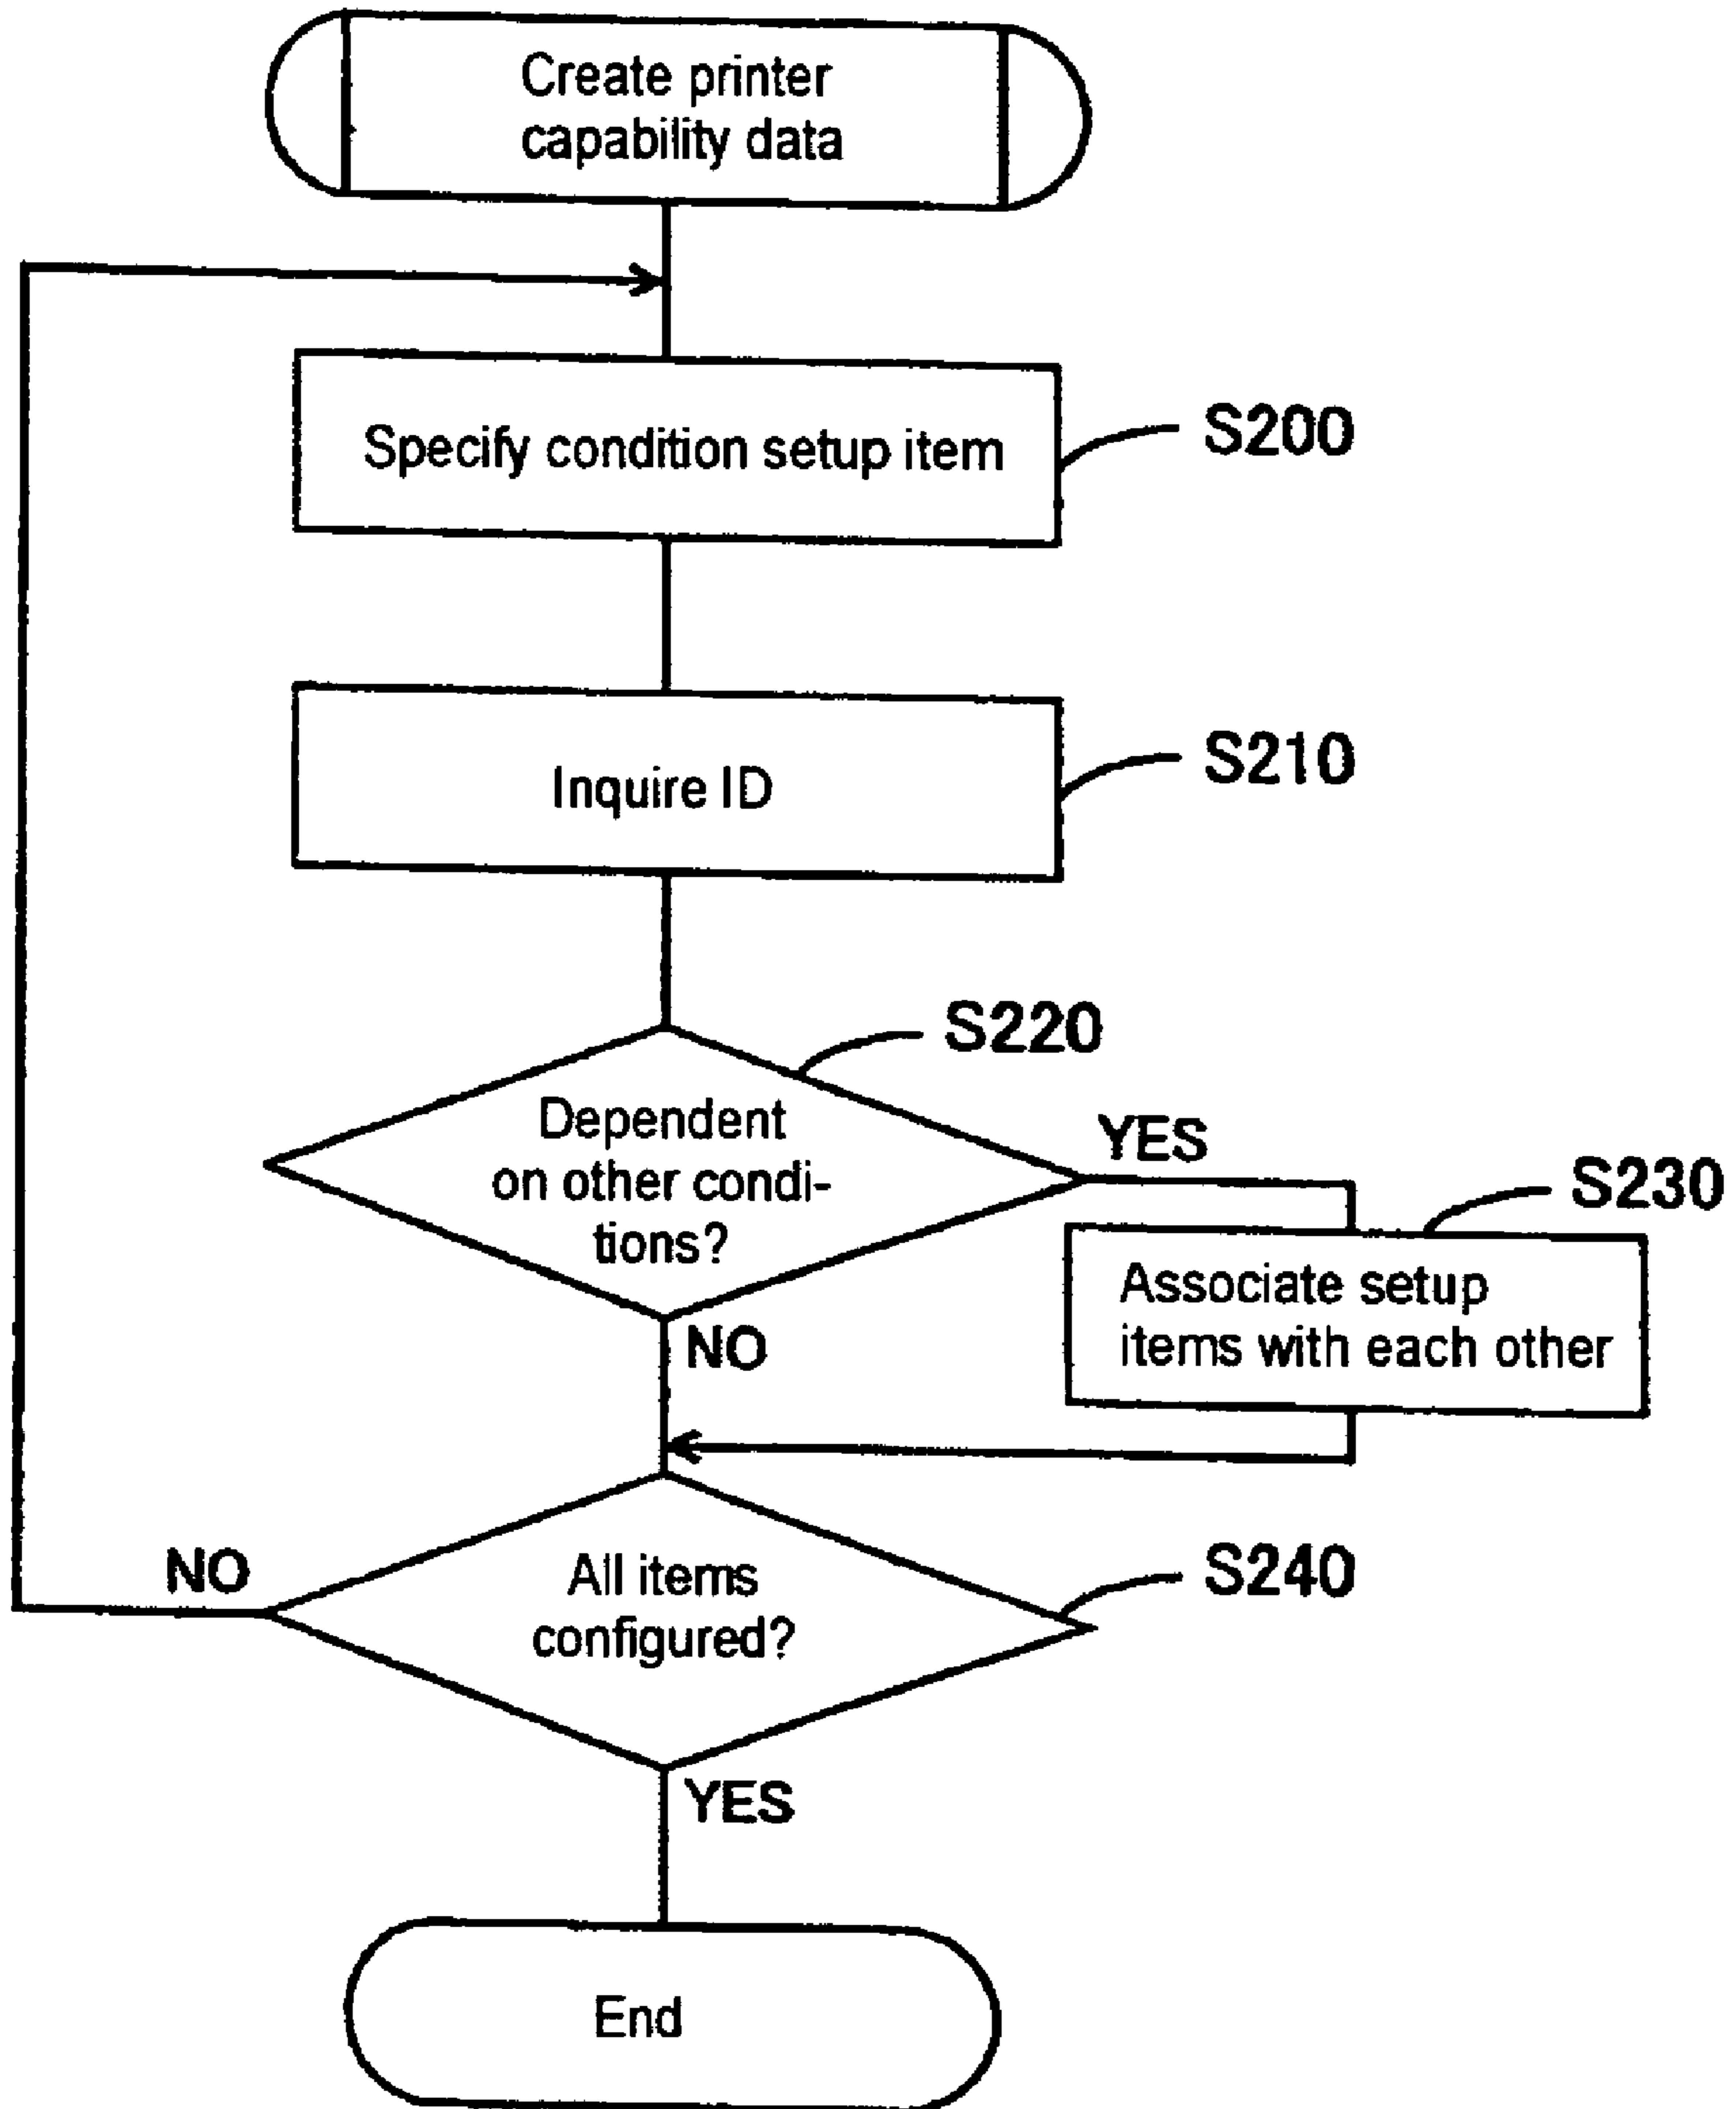 Create printer
capability data
Specify condition setup item
S200
Inquire ID
S210
S220
Dependent
on other condi-
tions?
YES
S230
Associate setup
items with each other
NO
All items
configured?
S240
NO
YES
End